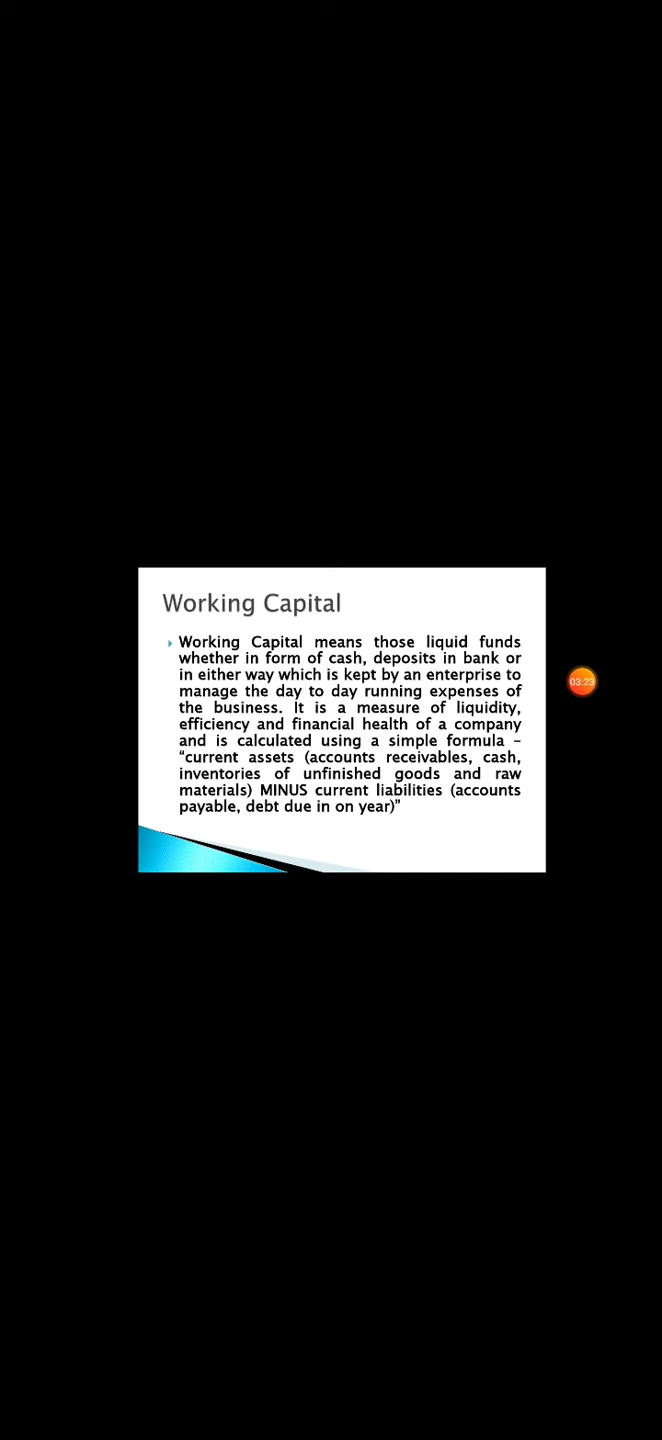 Working Capital
Working Capital means those liquid funds
whether in form of cash, deposits in bank or
in either way which is kept by an enterprise to
manage the day to day running expenses of
the business. It is a measure of liquidity,
efficiency and financial health of a company
and is calculated using a simple formula –
“current assets (accounts receivables, cash,
inventories of unfinished goods and raw
materials) MINUS current liabilities (accounts
payable, debt due in on year)”
03:23